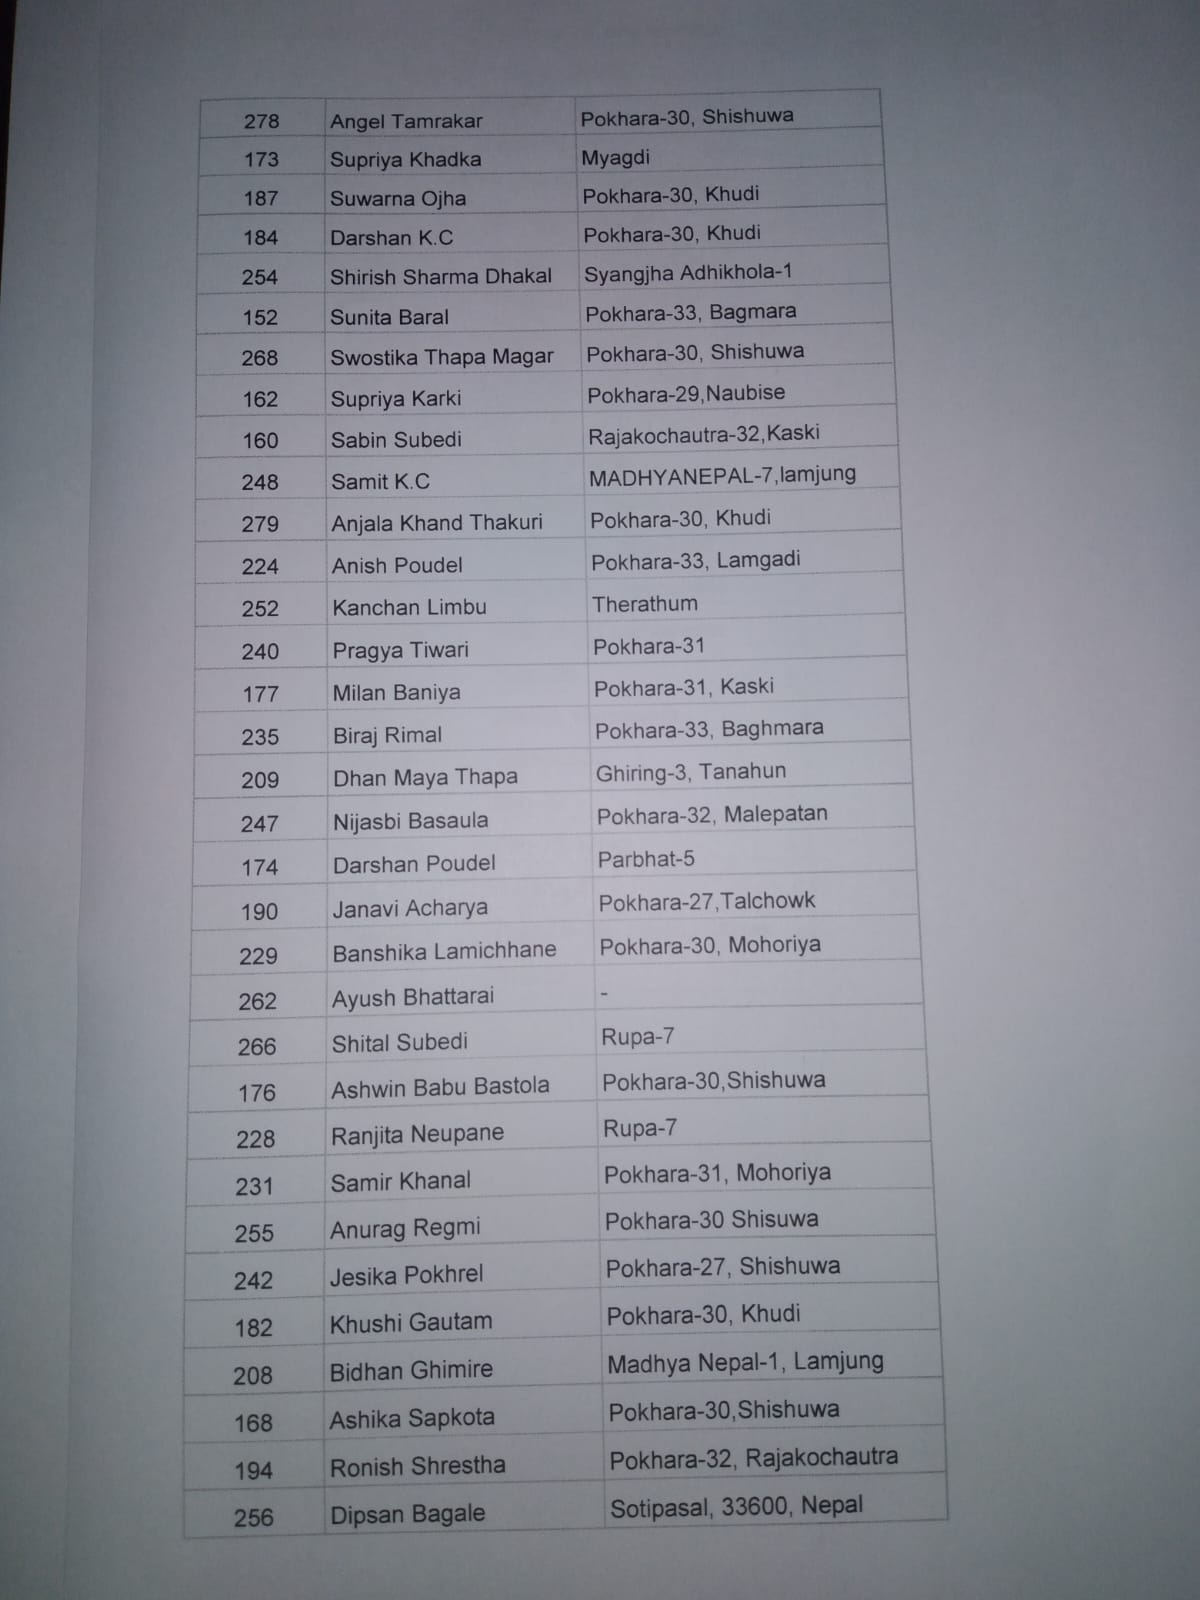 278 Angel Tamrakar Pokhara-30, Shishuwa
173 Supriya Khadka Myagdi
187 Suwarna Ojha Pokhara-30, Khudi
184 Darshan K.C Pokhara-30, Khudi
254 Shirish Sharma Dhakal Syangjha Adhikhola-1
152 Sunita Baral Pokhara-33, Bagmara
268 Swostika Thapa Magar Pokhara-30, Shishuwa
162 Supriya Karki Pokhara-29,Naubise
160 Sabin Subedi Rajakochautra-32,Kaski
248 Samit K.C MADHYANEPAL-7,lamjung
279 Anjala Khand Thakuri Pokhara-30, Khudi
224 Anish Poudel Pokhara-33, Lamgadi
252 Kanchan Limbu Therathum
240 Pragya Tiwari Pokhara-31
177 Milan Baniya Pokhara-31, Kaski
235 Biraj Rimal Pokhara-33, Baghmara
209 Dhan Maya Thapa Ghiring-3, Tanahun
247 Nijasbi Basaula Pokhara-32, Malepatan
174 Darshan Poudel Parbhat-5
190 Janavi Acharya Pokhara-27,Talchowk
229 Banshika Lamichhane Pokhara-30, Mohoriya
262 Ayush Bhattarai -
266 Shital Subedi Rupa-7
176 Ashwin Babu Bastola Pokhara-30,Shishuwa
228 Ranjita Neupane Rupa-7
231 Samir Khanal Pokhara-31, Mohoriya
255 Anurag Regmi Pokhara-30 Shisuwa
242 Jesika Pokhrel Pokhara-27, Shishuwa
182 Khushi Gautam Pokhara-30, Khudi
208 Bidhan Ghimire Madhya Nepal-1, Lamjung
168 Ashika Sapkota Pokhara-30,Shishuwa
194 Ronish Shrestha Pokhara-32, Rajakochautra
256 Dipsan Bagale Sotipasal, 33600, Nepal